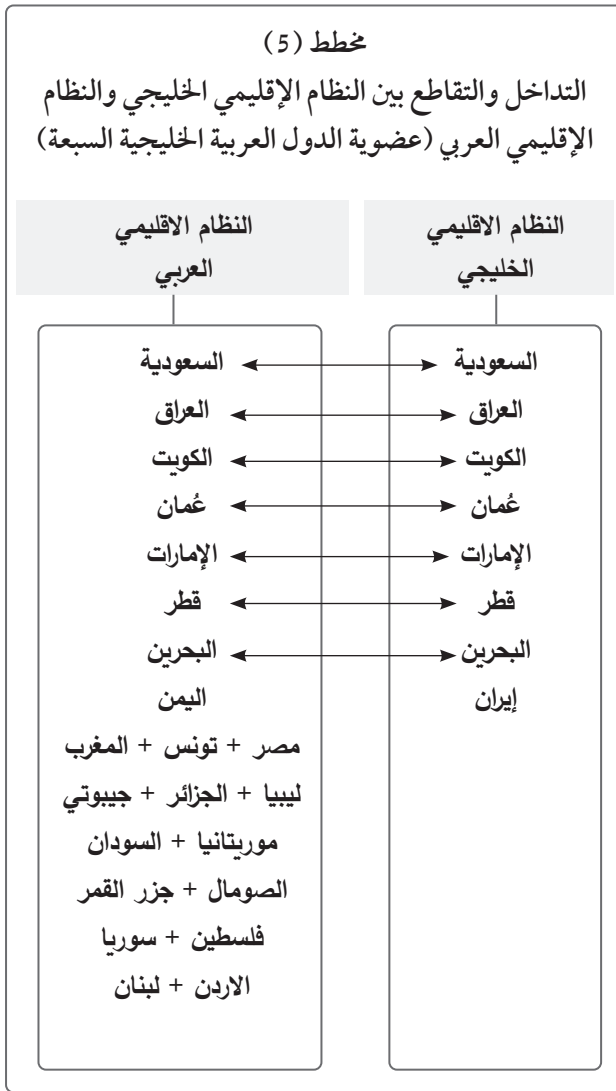 مخطط (5)
التداخل والتقاطع بين النظام الإقليمي الخليجي والنظام
الإقليمي العربي (عضوية الدول العربية الخليجية السبعة)
النظام الاقليمي
الخليجي
السعودية
العراق
الكويت
عُمان
الإمارات
قطر
البحرين
إيران
النظام الاقليمي
العربي
السعودية
العراق
الكويت
عُمان
الإمارات
قطر
البحرين
اليمن
مصر + تونس + المغرب
ليبيا + الجزائر + جيبوتي
موريتانيا + السودان
الصومال + جزر القمر
فلسطين + سوريا
الاردن + لبنان